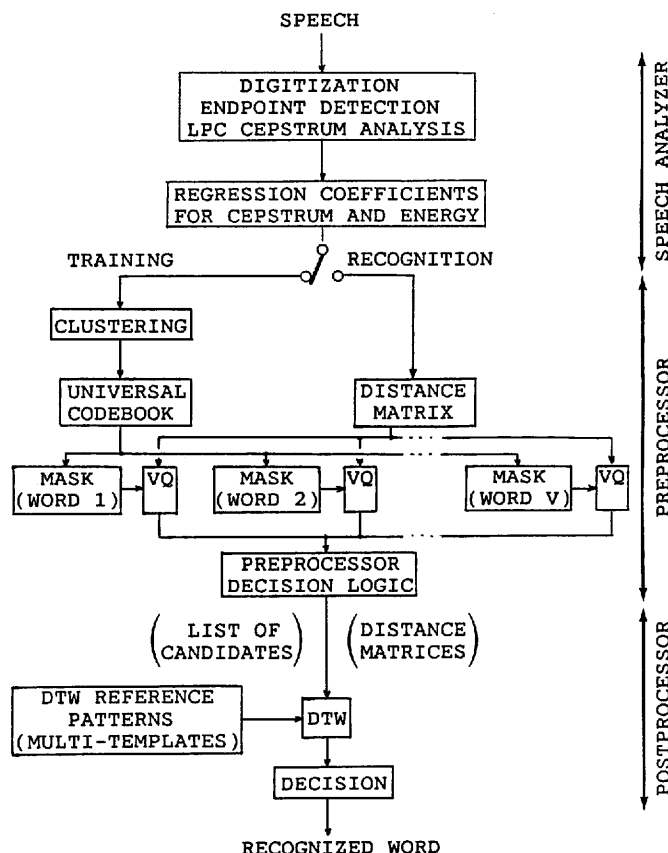 SPEECH
DIGITIZATION
ENDPOINT DETECTION
LPC CEPSTRUM ANALYSIS
REGRESSION COEFFICIENTS
FOR CEPSTRUM AND ENERGY
TRAINING
RECOGNITION
CLUSTERING
UNIVERSAL
CODEBOOK
DISTANCE
MATRIX
MASK
(WORD 1)
VQ
MASK
(WORD 2)
VQ
MASK
(WORD V)
VQ
PREPROCESSOR
DECISION LOGIC
(LIST OF
CANDIDATES)
(DISTANCE
MATRICES)
DTW REFERENCE
PATTERNS
(MULTI-TEMPLATES)
DTW
DECISION
RECOGNIZED WORD
SPEECH ANALYZER
PREPROCESSOR
POSTPROCESSOR